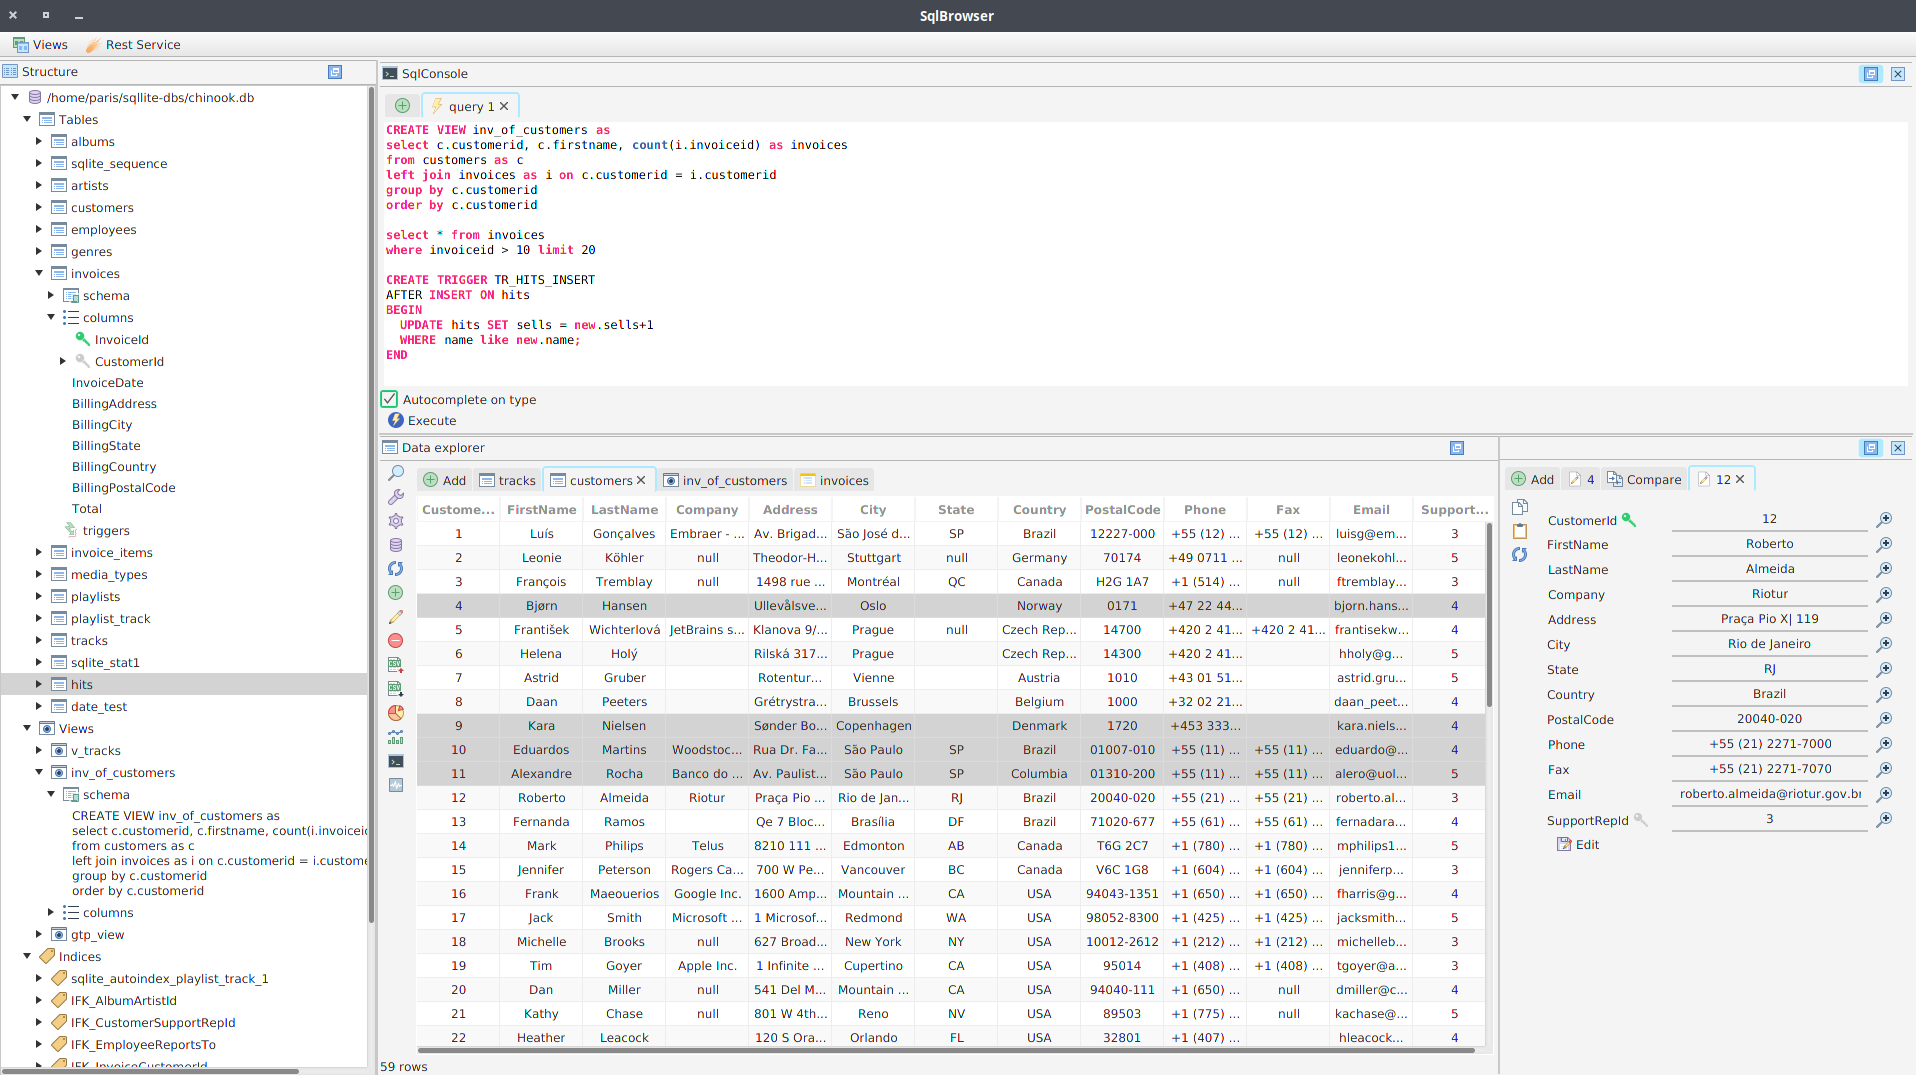 SqlBrowser
Views Rest Service
Structure
/home/paris/sqllite-dbs/chinook.db
Tables
albums
sqlite_sequence
artists
customers
employees
genres
invoices
schema
columns
InvoiceId
CustomerId
InvoiceDate
BillingAddress
BillingCity
BillingState
BillingCountry
BillingPostalCode
Total
triggers
invoice_items
media_types
playlists
playlist_track
tracks
sqlite_stat1
hits
date_test
Views
v_tracks
inv_of_customers
schema
CREATE VIEW inv_of_customers as
select c.customerid, c.firstname, count(i.invoiceid
from customers as c
left join invoices as i on c.customerid = i.custome
group by c.customerid
order by c.customerid
columns
gtp_view
Indices
sqlite_autoindex_playlist_track_1
IFK_AlbumArtistId
IFK_CustomerSupportRepId
IFK_EmployeeReportsTo
IFK_InvoiceCustomerId
SqlConsole
query 1
CREATE VIEW inv_of_customers as
select c.customerid, c.firstname, count(i.invoiceid) as invoices
from customers as c
left join invoices as i on c.customerid = i.customerid
group by c.customerid
order by c.customerid
select * from invoices
where invoiceid > 10 limit 20
CREATE TRIGGER TR_HITS_INSERT
AFTER INSERT ON hits
BEGIN
UPDATE hits SET sells = new.sells+1
WHERE name like new.name;
END
Autocomplete on type
Execute
Data explorer
Add tracks customers inv_of_customers invoices
Custome... FirstName LastName Company Address City State Country PostalCode Phone Fax Email Support...
1 Luís Gonçalves Embraer - ... Av. Brigad... São José d... SP Brazil 12227-000 +55 (12) ... +55 (12) ... luisg@em... 3
2 Leonie Köhler null Theodor-H... Stuttgart null Germany 70174 +49 0711 ... null leonekohl... 5
3 François Tremblay null 1498 rue ... Montréal QC Canada H2G 1A7 +1 (514) ... null ftremblay... 3
4 Bjørn Hansen Ullevålsve... Oslo Norway 0171 +47 22 44... bjorn.hans... 4
5 František Wichterlová JetBrains s... Klanova 9/... Prague null Czech Rep... 14700 +420 2 41... +420 2 41... frantisekw... 4
6 Helena Holý Rilská 317... Prague Czech Rep... 14300 +420 2 41... hholy@g... 5
7 Astrid Gruber Rotentur... Vienne Austria 1010 +43 01 51... astrid.gru... 5
8 Daan Peeters Grétrystra... Brussels Belgium 1000 +32 02 21... daan_peet... 4
9 Kara Nielsen Sønder Bo... Copenhagen Denmark 1720 +453 333... kara.niels... 4
10 Eduardos Martins Woodstoc... Rua Dr. Fa... São Paulo SP Brazil 01007-010 +55 (11) ... +55 (11) ... eduardo@... 4
11 Alexandre Rocha Banco do ... Av. Paulist... São Paulo SP Columbia 01310-200 +55 (11) ... +55 (11) ... alero@uol... 5
12 Roberto Almeida Riotur Praça Pio ... Rio de Jan... RJ Brazil 20040-020 +55 (21) ... +55 (21) ... roberto.al... 3
13 Fernanda Ramos Qe 7 Bloc... Brasília DF Brazil 71020-677 +55 (61) ... +55 (61) ... fernadara... 4
14 Mark Philips Telus 8210 111 ... Edmonton AB Canada T6G 2C7 +1 (780) ... +1 (780) ... mphilips1... 5
15 Jennifer Peterson Rogers Ca... 700 W Pe... Vancouver BC Canada V6C 1G8 +1 (604) ... +1 (604) ... jenniferp... 3
16 Frank Maeouerios Google Inc. 1600 Amp... Mountain ... CA USA 94043-1351 +1 (650) ... +1 (650) ... fharris@g... 4
17 Jack Smith Microsoft ... 1 Microsof... Redmond WA USA 98052-8300 +1 (425) ... +1 (425) ... jacksmith... 5
18 Michelle Brooks null 627 Broad... New York NY USA 10012-2612 +1 (212) ... +1 (212) ... michelleb... 3
19 Tim Goyer Apple Inc. 1 Infinite ... Cupertino CA USA 95014 +1 (408) ... +1 (408) ... tgoyer@a... 3
20 Dan Miller null 541 Del M... Mountain ... CA USA 94040-111 +1 (650) ... null dmiller@c... 4
21 Kathy Chase null 801 W 4th... Reno NV USA 89503 +1 (775) ... null kachase@... 5
22 Heather Leacock 120 S Ora... Orlando FL USA 32801 +1 (407) ... hleacock... 4
59 rows
Add 4 Compare 12
CustomerId 12
FirstName Roberto
LastName Almeida
Company Riotur
Address Praça Pio X| 119
City Rio de Janeiro
State RJ
Country Brazil
PostalCode 20040-020
Phone +55 (21) 2271-7000
Fax +55 (21) 2271-7070
Email roberto.almeida@riotur.gov.br
SupportRepId 3
Edit